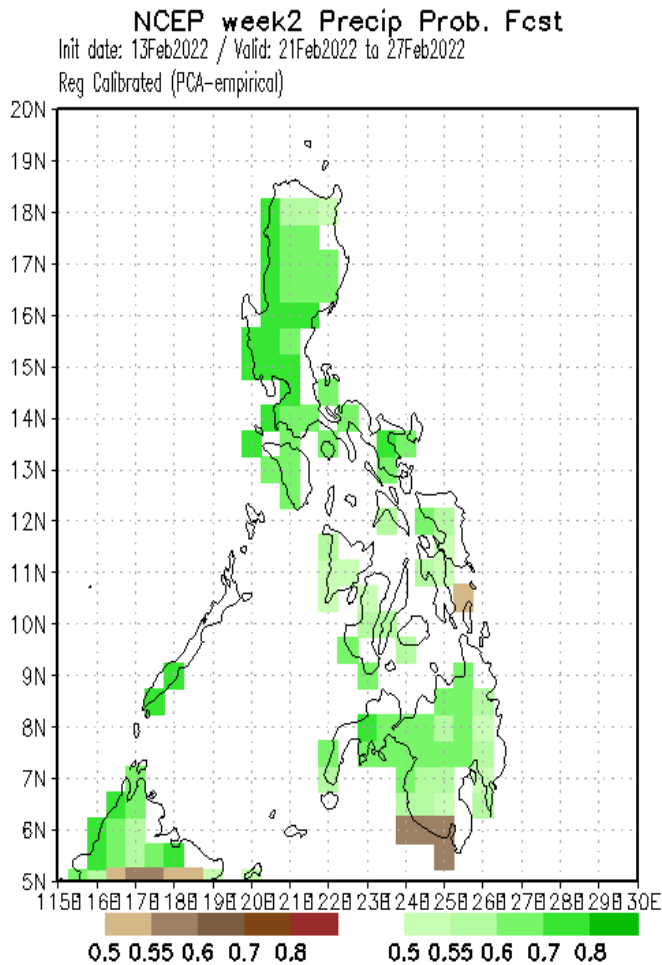 NCEP week2 Precip Prob. Fcst
Init date: 13Feb2022 / Valid: 21Feb2022 to 27Feb2022
Reg Calibrated (PCA-empirical)
20N
19N
18N
17N
16N
15N
14N
13N
12N
11N
10N
9N
8N
7N
6N
5N
115E 116E 117E 118E 119E 120E 121E 122E 123E 124E 125E 126E 127E 128E 129E 130E
0.5 0.55 0.6 0.7 0.8 0.5 0.55 0.6 0.7 0.8